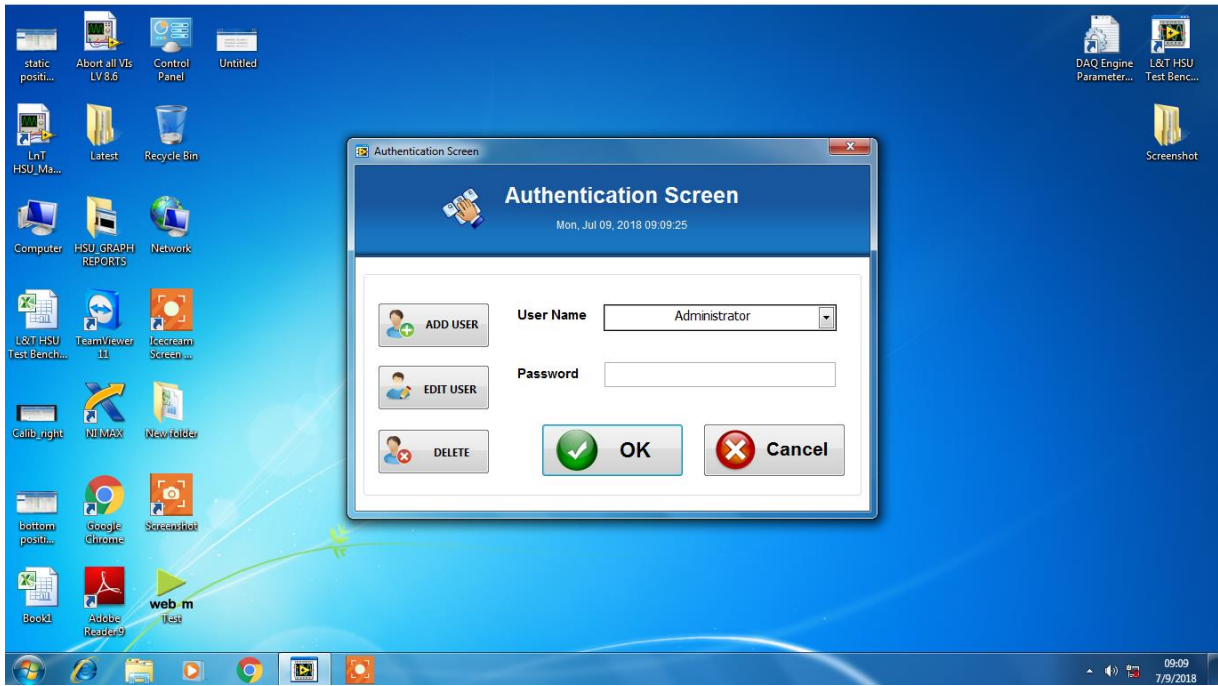 static
positi...
Abort all VIs
LV 8.6
Control
Panel
Untitled
DAQ Engine
Parameter...
L&T HSU
Test Benc...
LnT
HSU_Ma...
Latest
Recycle Bin
Screenshot
Authentication Screen
Authentication Screen
Mon, Jul 09, 2018 09:09:25
Computer
HSU_GRAPH
REPORTS
Network
ADD USER
User Name
Administrator
L&T HSU
Test Bench...
TeamViewer
11
Icecream
Screen ...
EDIT USER
Password
Calib_right
NI MAX
New folder
DELETE
OK
Cancel
bottom
positi...
Google
Chrome
Screenshot
Book1
Adobe
Reader 9
web m
Test
09:09
7/9/2018